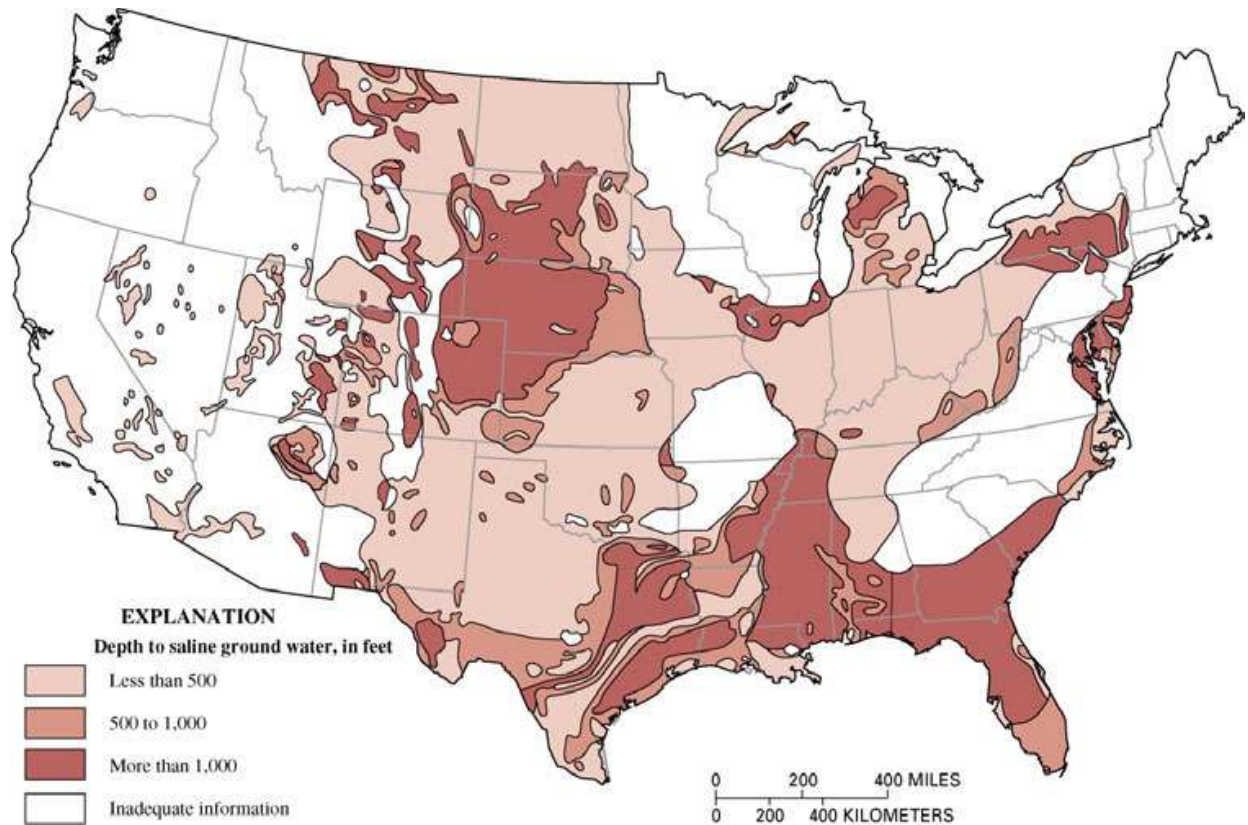 EXPLANATION
Depth to saline ground water, in feet
Less than 500
500 to 1,000
More than 1,000
Inadequate information
0 200 400 MILES
0 200 400 KILOMETERS